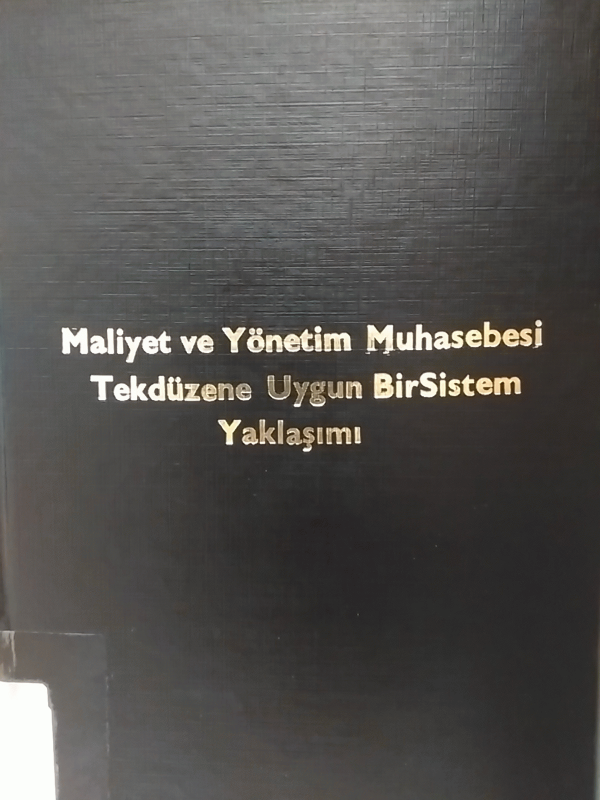 Maliyet ve Yönetim Muhasebesi
Tekdüzene Uygun BirSistem
Yaklaşımı